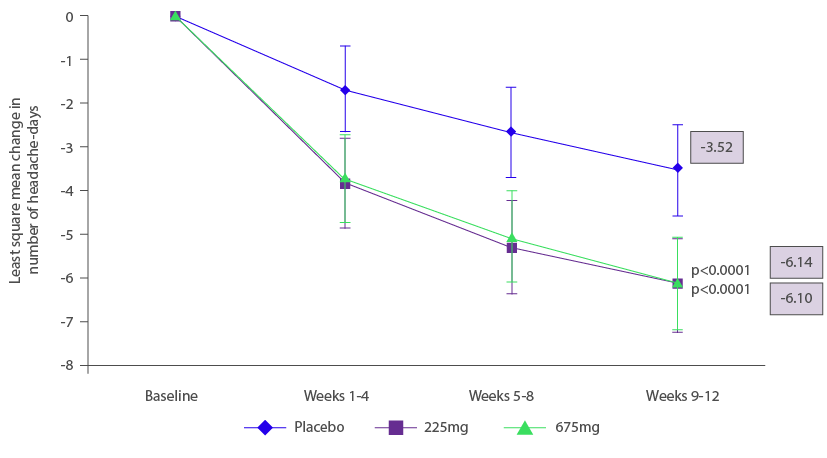 Least square mean change in
number of headache-days
0
-1
-2
-3
-4
-5
-6
-7
-8
-3.52
p<0.0001
p<0.0001
-6.14
-6.10
Baseline
Weeks 1-4
Weeks 5-8
Weeks 9-12
Placebo
225mg
675mg